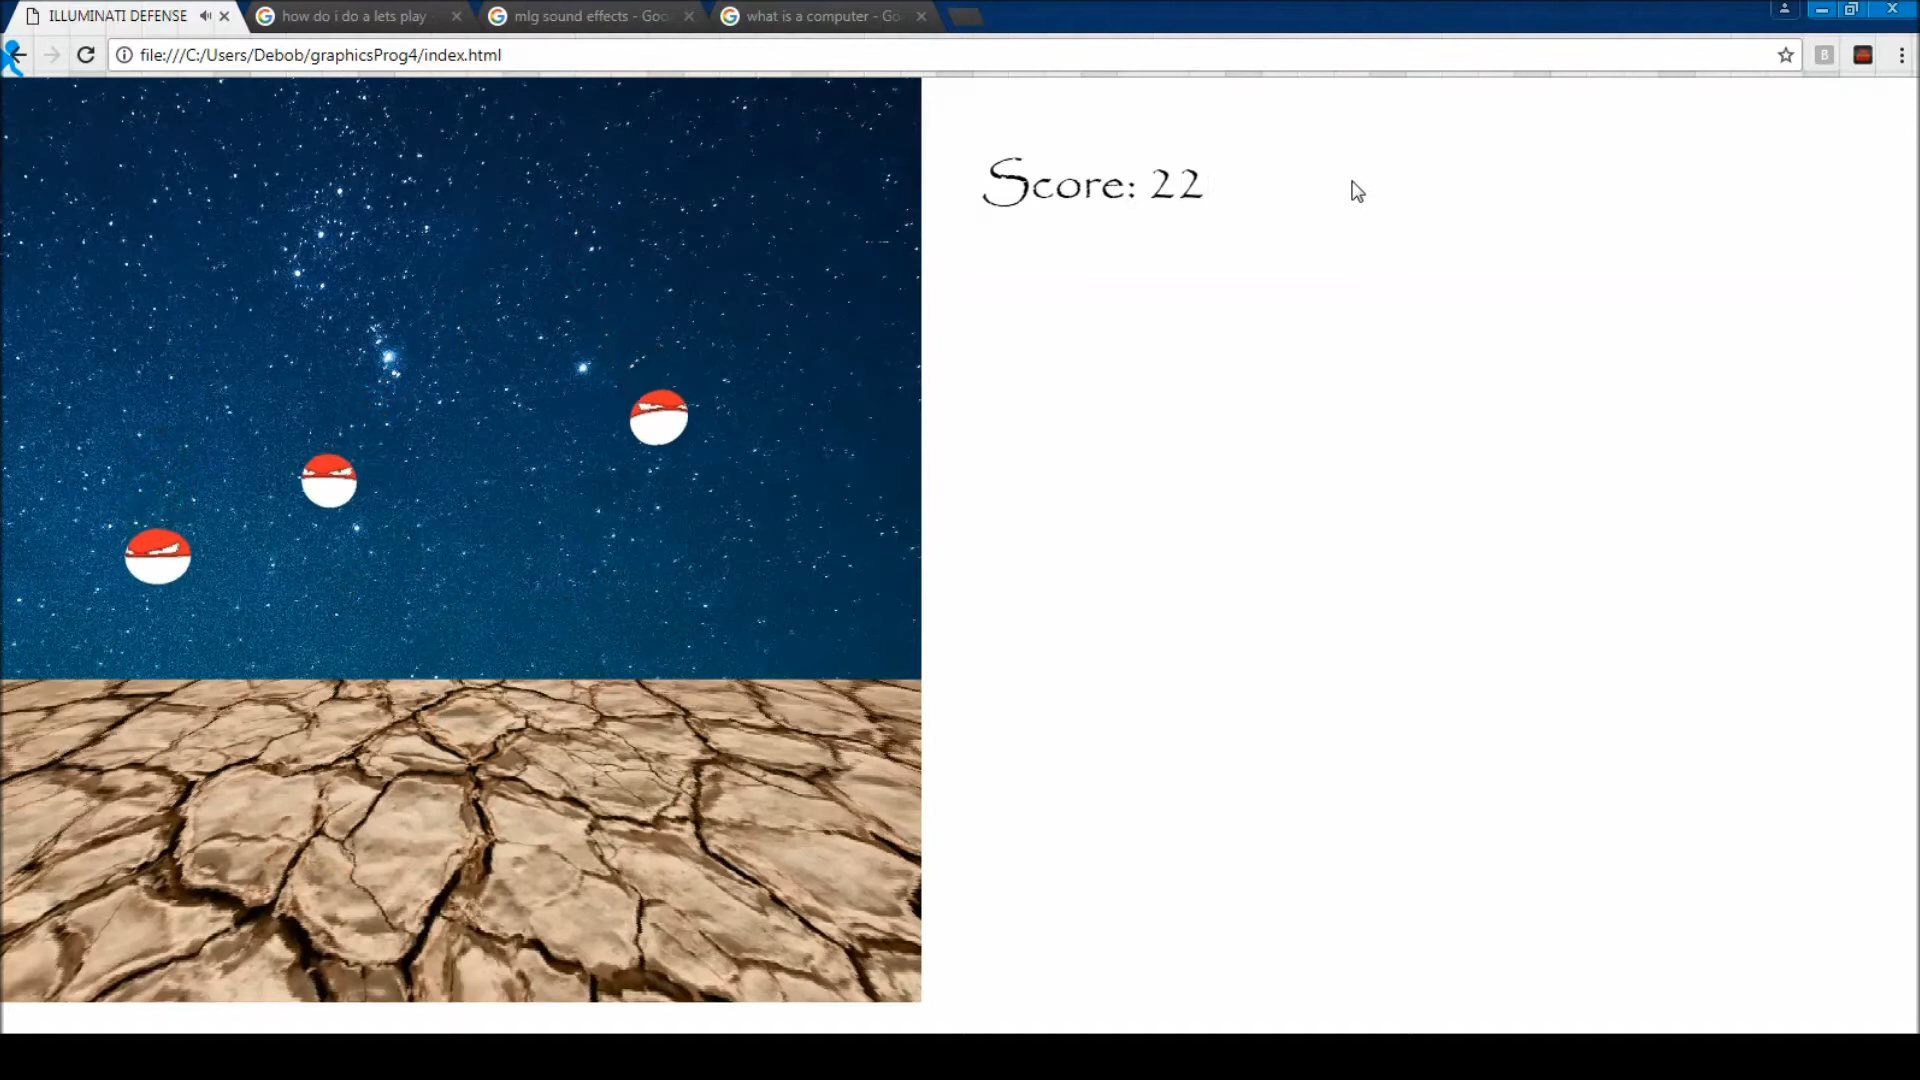 ILLUMINATI DEFENSE
how do i do a lets play
mlg sound effects - Goo
what is a computer - Go
file:///C:/Users/Debob/graphicsProg4/index.html
B
Score: 22